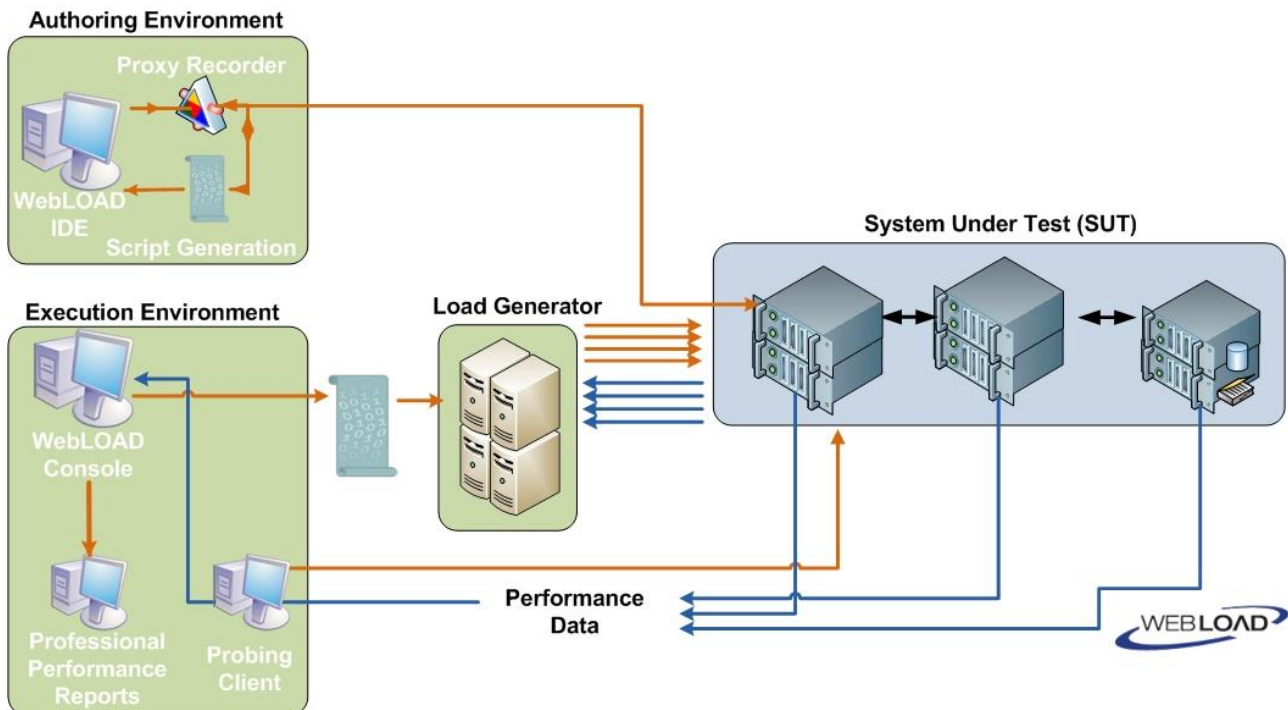 Authoring Environment
Proxy Recorder
WebLOAD
IDE
Script Generation
System Under Test (SUT)
Execution Environment
Load Generator
WebLOAD
Console
Professional
Performance
Reports
Probing
Client
Performance
Data
WEBLOAD